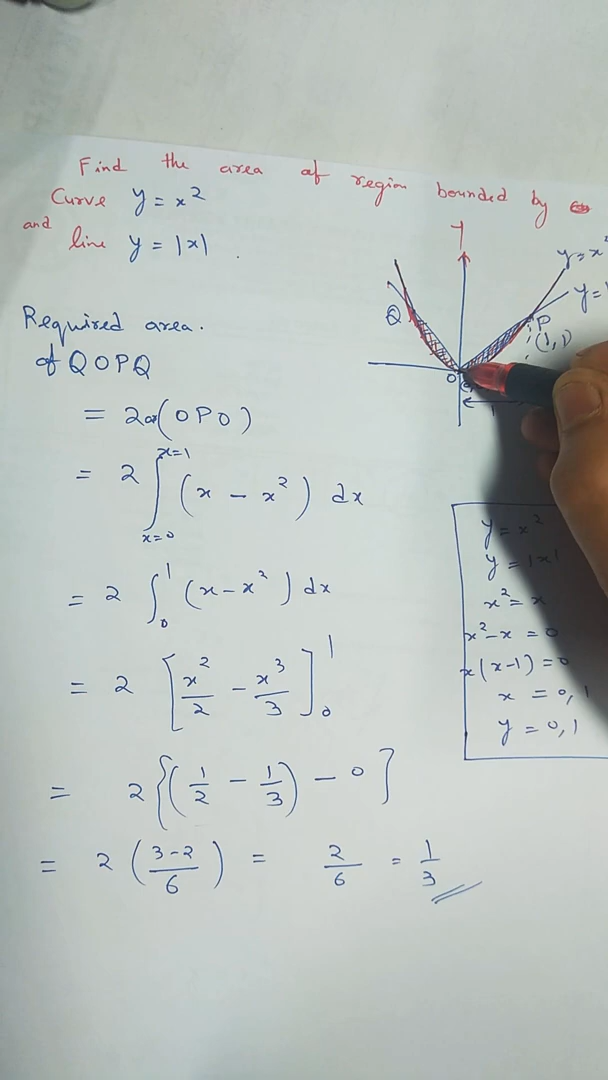 Find the area of region bounded by
Curve y = x²
and line y = |x| .
Y
y = x²
y =
Q
P
(1,1)
O
1
Required area.
of QOPQ
= 2ar(OPO)
= 2 ∫ₓ₌₀ˣ⁼¹ (x - x²) dx
= 2 ∫₀¹ (x - x²) dx
= 2 [x²/2 - x³/3]₀¹
= 2 {(1/2 - 1/3) - 0}
= 2 (3-2/6) = 2/6 = 1/3
y = x²
y = |x|
x² = x
x² - x = 0
x(x-1) = 0
x = 0, 1
y = 0, 1